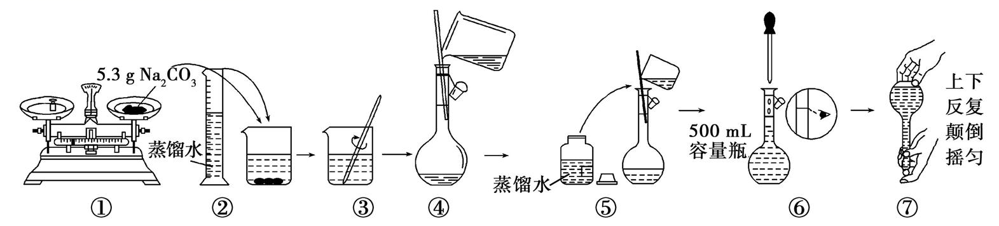 5.3 g Na₂CO₃
蒸馏水
蒸馏水
500 mL
容量瓶
上下
反复
颠倒
摇匀
① ② ③ ④ ⑤ ⑥ ⑦